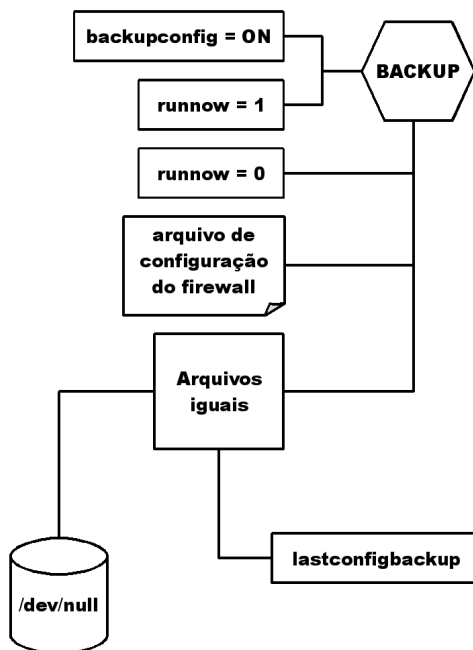 backupconfig = ON
BACKUP
runnow = 1
runnow = 0
arquivo de
configuração
do firewall
Arquivos
iguais
lastconfigbackup
/dev/null